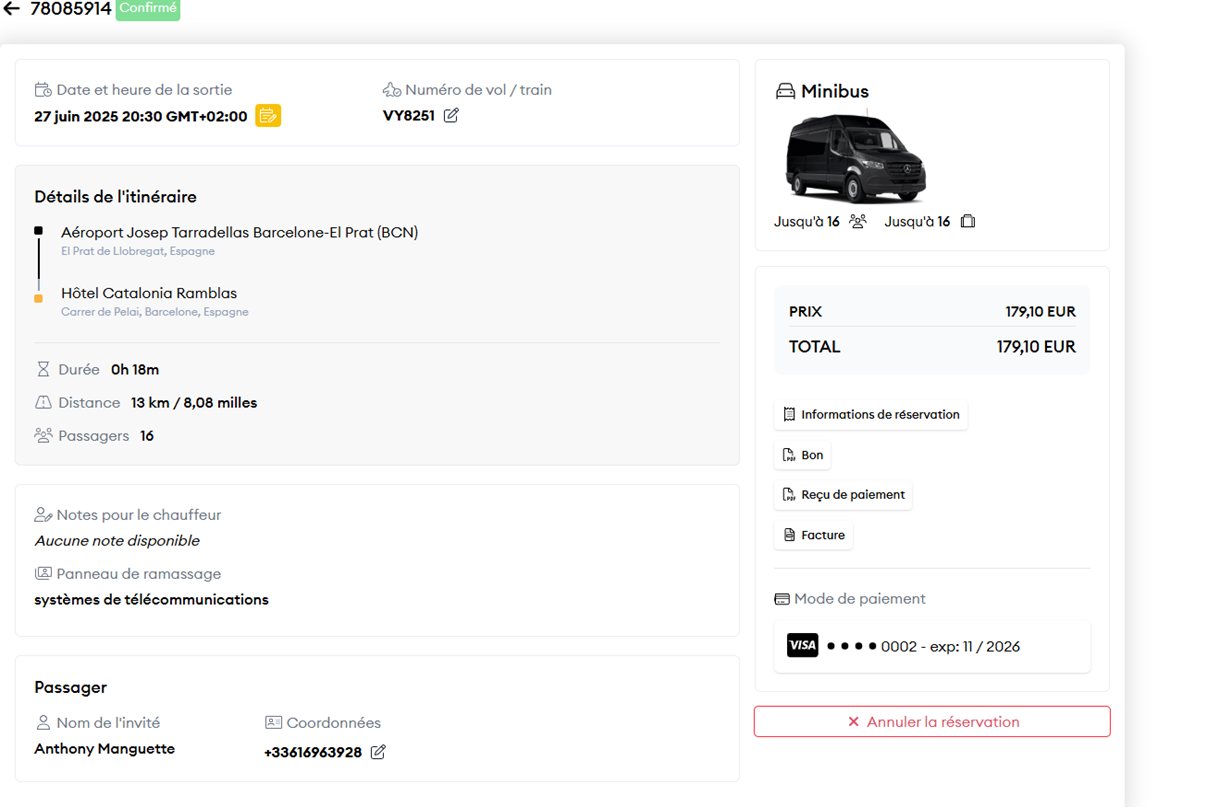 78085914 Confirmé
Date et heure de la sortie
27 juin 2025 20:30 GMT+02:00
Numéro de vol / train
VY8251
Détails de l'itinéraire
Aéroport Josep Tarradellas Barcelone-El Prat (BCN)
El Prat de Llobregat, Espagne
Hôtel Catalonia Ramblas
Carrer de Pelai, Barcelone, Espagne
Durée 0h 18m
Distance 13 km / 8,08 milles
Passagers 16
Notes pour le chauffeur
Aucune note disponible
Panneau de ramassage
systèmes de télécommunications
Passager
Nom de l'invité
Anthony Manguette
Coordonnées
+33616963928
Minibus
Jusqu'à 16 Jusqu'à 16
PRIX 179,10 EUR
TOTAL 179,10 EUR
Informations de réservation
Bon
Reçu de paiement
Facture
Mode de paiement
VISA • • • • 0002 - exp: 11 / 2026
Annuler la réservation